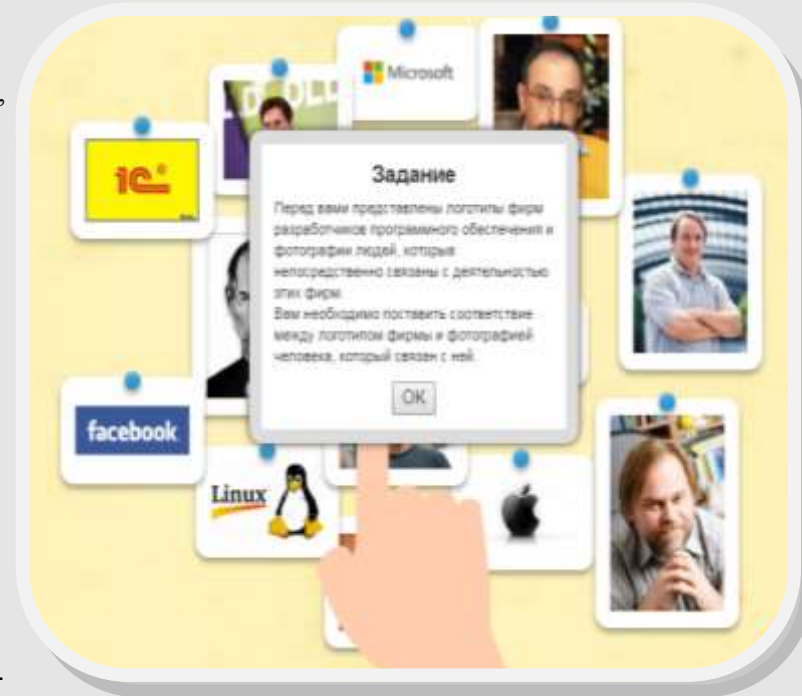 Microsoft
1С
Задание
Перед вами представлены логотипы фирм
разработчиков программного обеспечения и
фотографии людей, которые
непосредственно связаны с деятельностью
этих фирм.
Вам необходимо поставить соответствие
между логотипом фирмы и фотографией
человека, который связан с ней.
OK
facebook
Linux